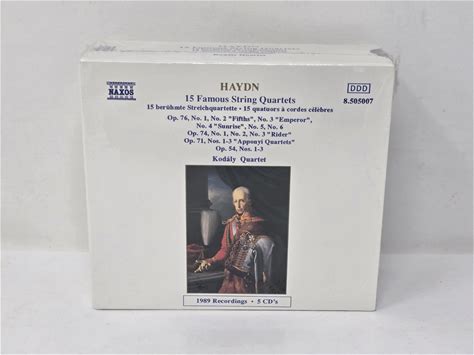 NAXOS
DDD
8.505007
HAYDN
15 Famous String Quartets
15 berühmte Streichquartette · 15 quatuors à cordes célèbres
Op. 76, No. 1, No. 2 "Fifths", No. 3 "Emperor",
No. 4 "Sunrise", No. 5, No. 6
Op. 74, No. 1, No. 2, No. 3 "Rider"
Op. 71, Nos. 1-3 "Apponyi Quartets"
Op. 54, Nos. 1-3
Kodály Quartet
1989 Recordings · 5 CD's